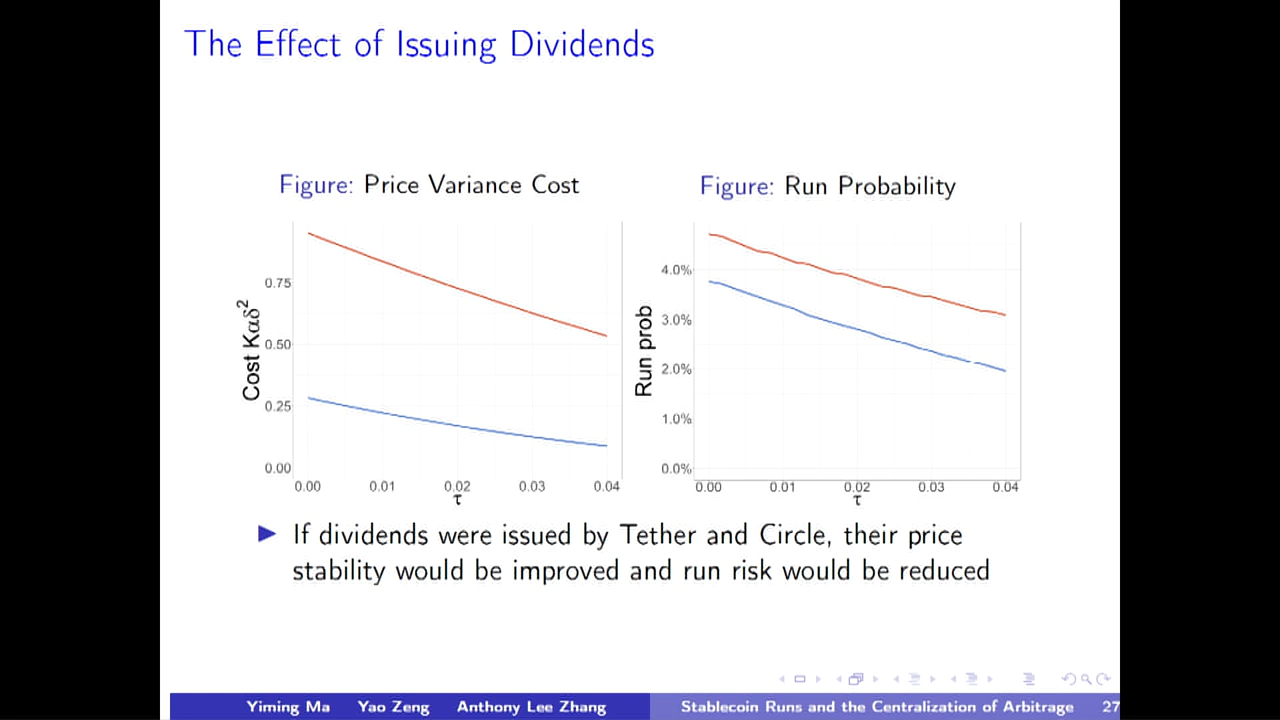 The Effect of Issuing Dividends
Figure: Price Variance Cost
Cost Kαδ²
0.75
0.50
0.25
0.00
0.00 0.01 0.02 0.03 0.04
τ
Figure: Run Probability
Run prob
4.0%
3.0%
2.0%
1.0%
0.0%
0.00 0.01 0.02 0.03 0.04
τ
If dividends were issued by Tether and Circle, their price
stability would be improved and run risk would be reduced
Yiming Ma Yao Zeng Anthony Lee Zhang Stablecoin Runs and the Centralization of Arbitrage 27